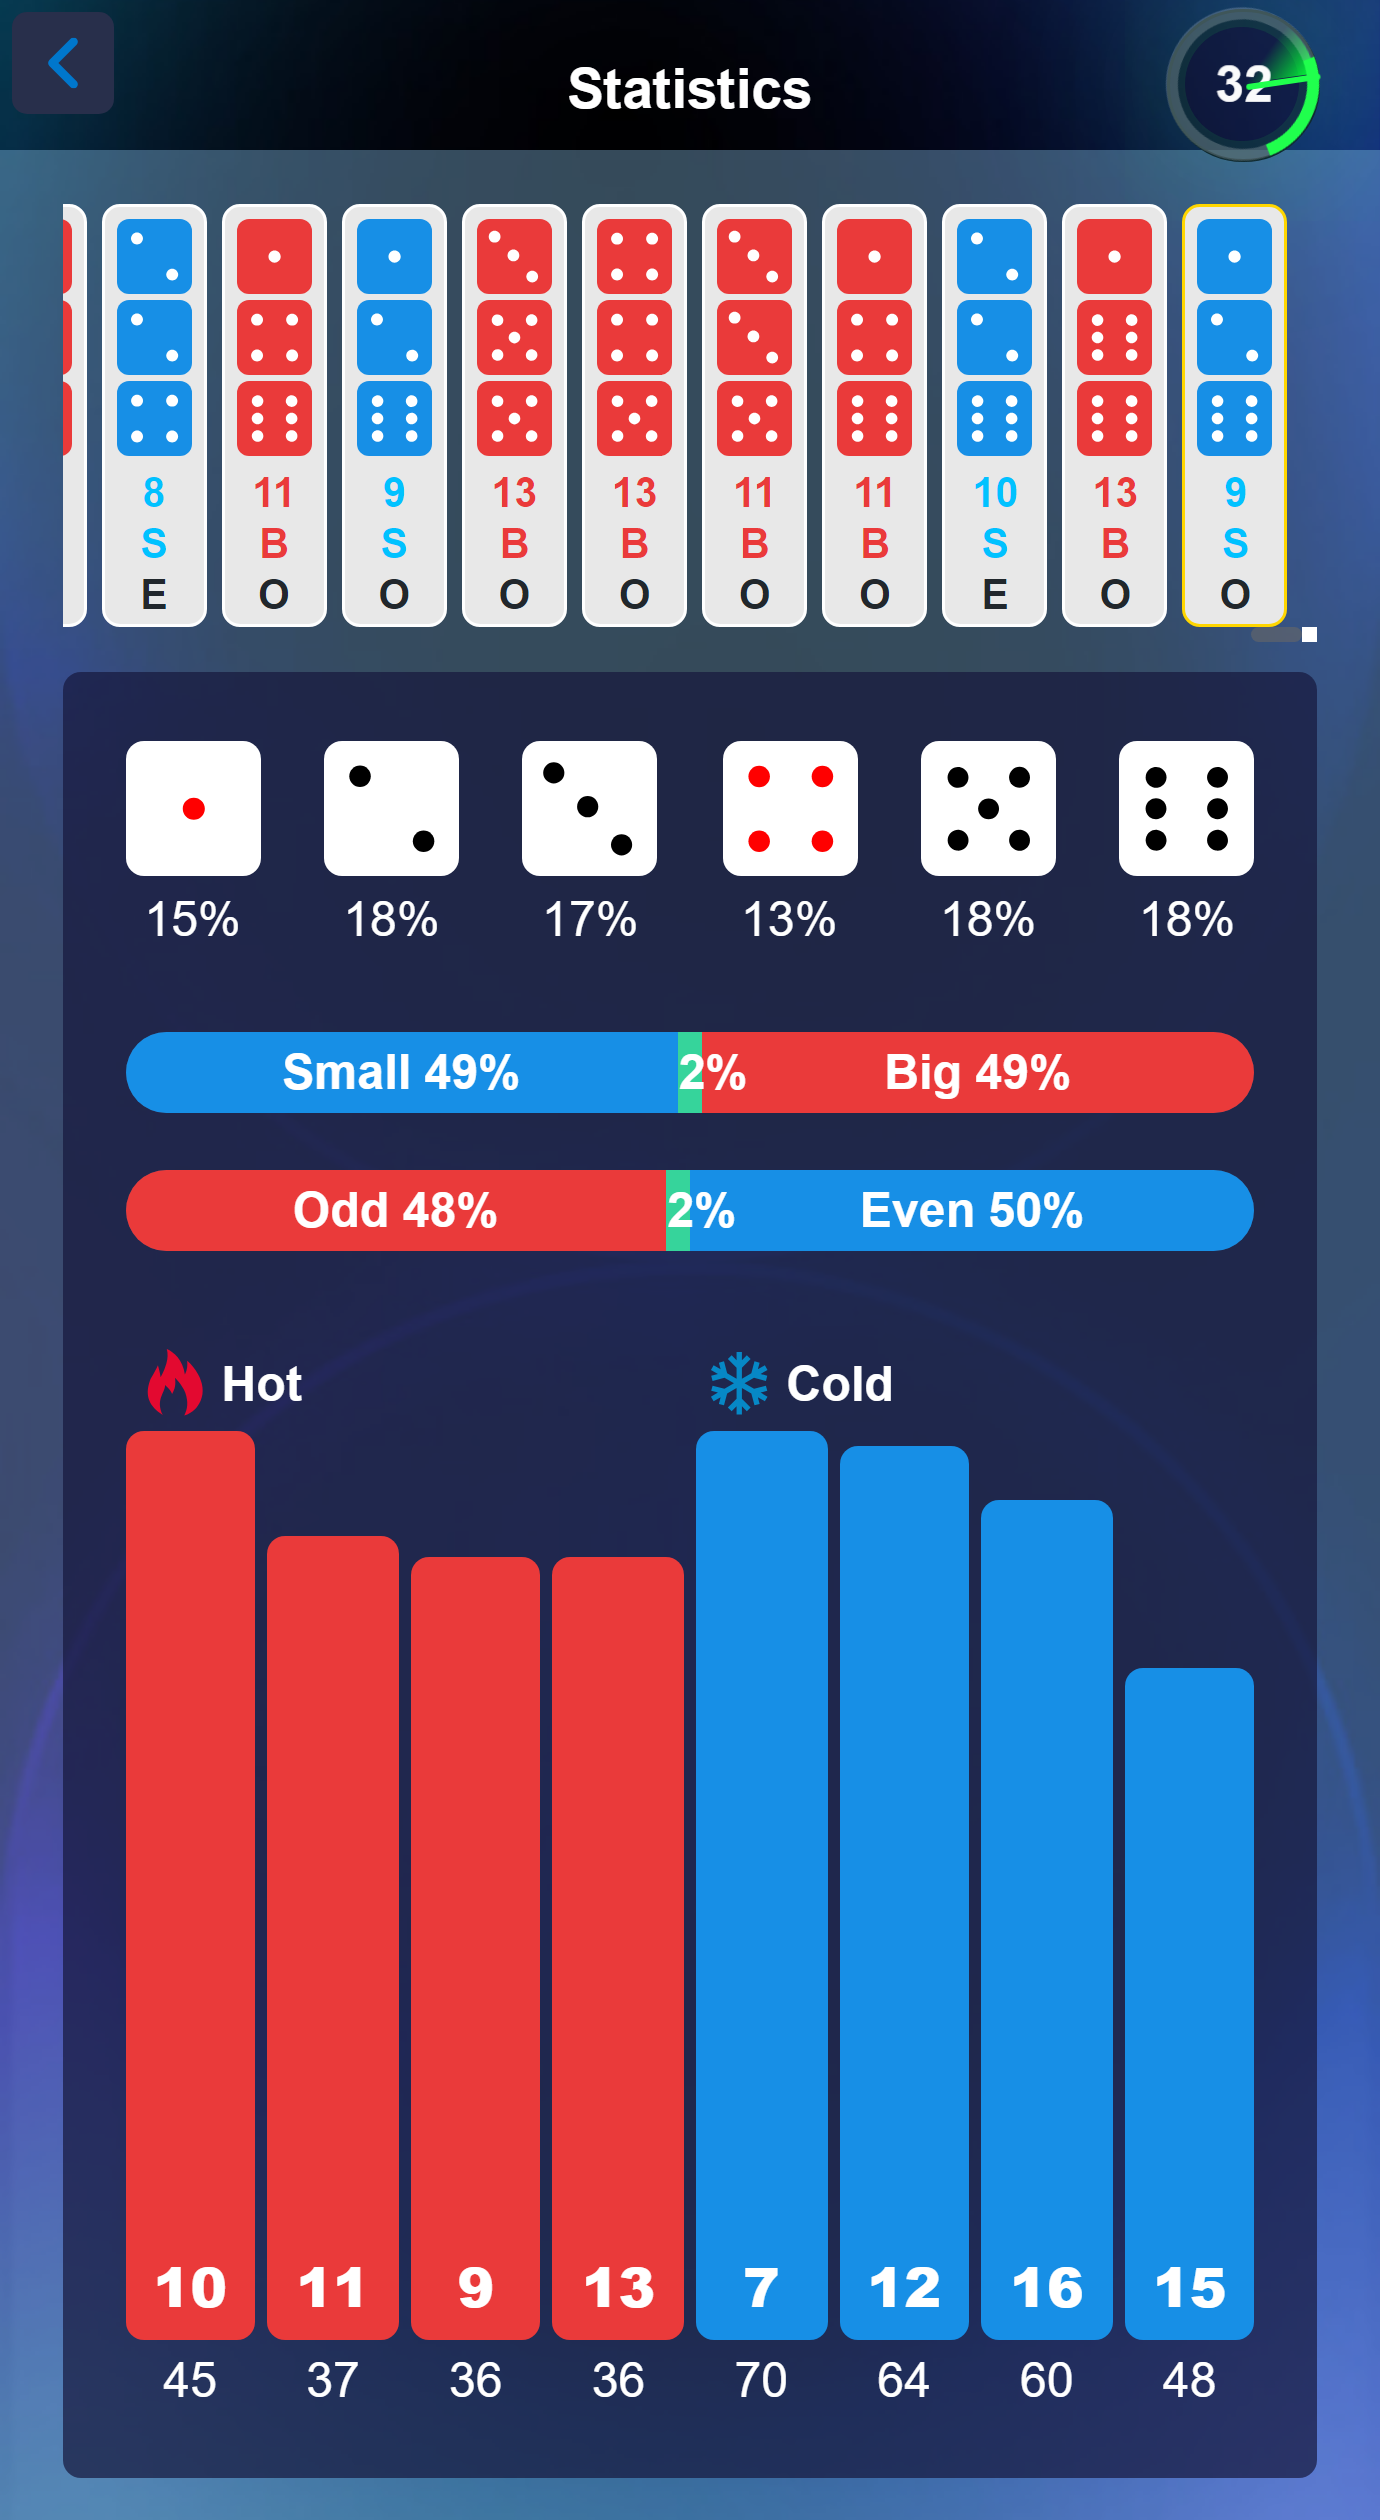 Statistics
32
8 11 9 13 13 11 11 10 13 9
S B S B B B B S B S
E O O O O O O E O O
15% 18% 17% 13% 18% 18%
Small 49% 2% Big 49%
Odd 48% 2% Even 50%
Hot Cold
10 11 9 13 7 12 16 15
45 37 36 36 70 64 60 48